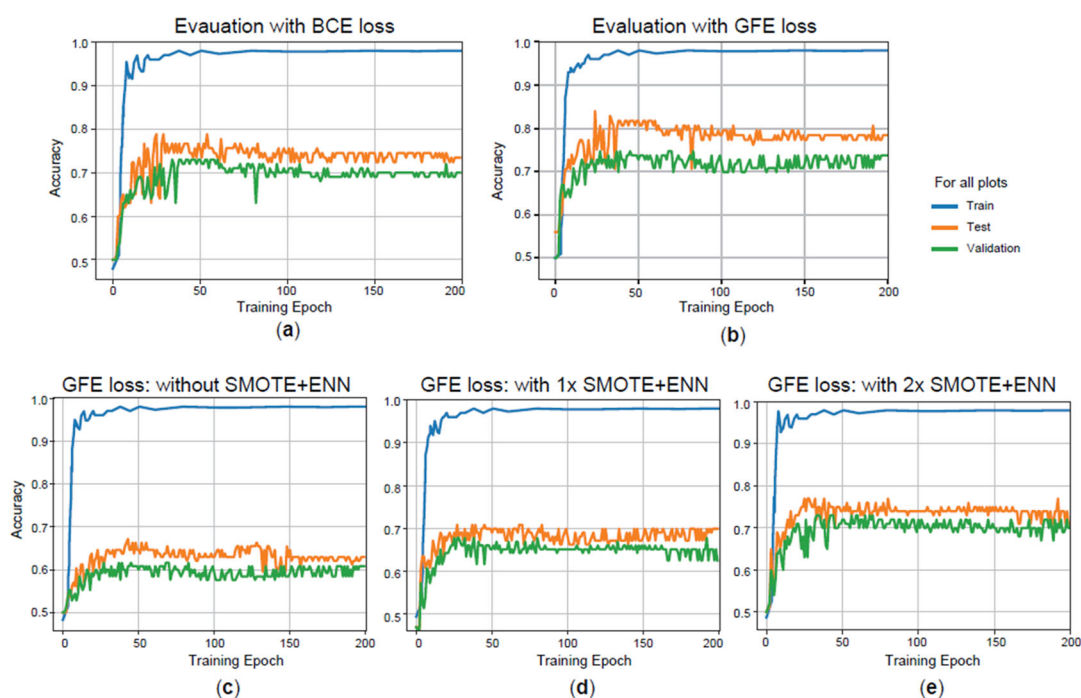 Evauation with BCE loss
1.0
0.9
0.8
0.7
0.6
0.5
Accuracy
0
50
100
150
200
Training Epoch
(a)
Evaluation with GFE loss
1.0
0.9
0.8
0.7
0.6
0.5
Accuracy
0
50
100
150
200
Training Epoch
(b)
For all plots
Train
Test
Validation
GFE loss: without SMOTE+ENN
1.0
0.9
0.8
0.7
0.6
0.5
Accuracy
0
50
100
150
200
Training Epoch
(c)
GFE loss: with 1x SMOTE+ENN
1.0
0.9
0.8
0.7
0.6
0.5
0
50
100
150
200
Training Epoch
(d)
GFE loss: with 2x SMOTE+ENN
1.0
0.9
0.8
0.7
0.6
0.5
0
50
100
150
200
Training Epoch
(e)